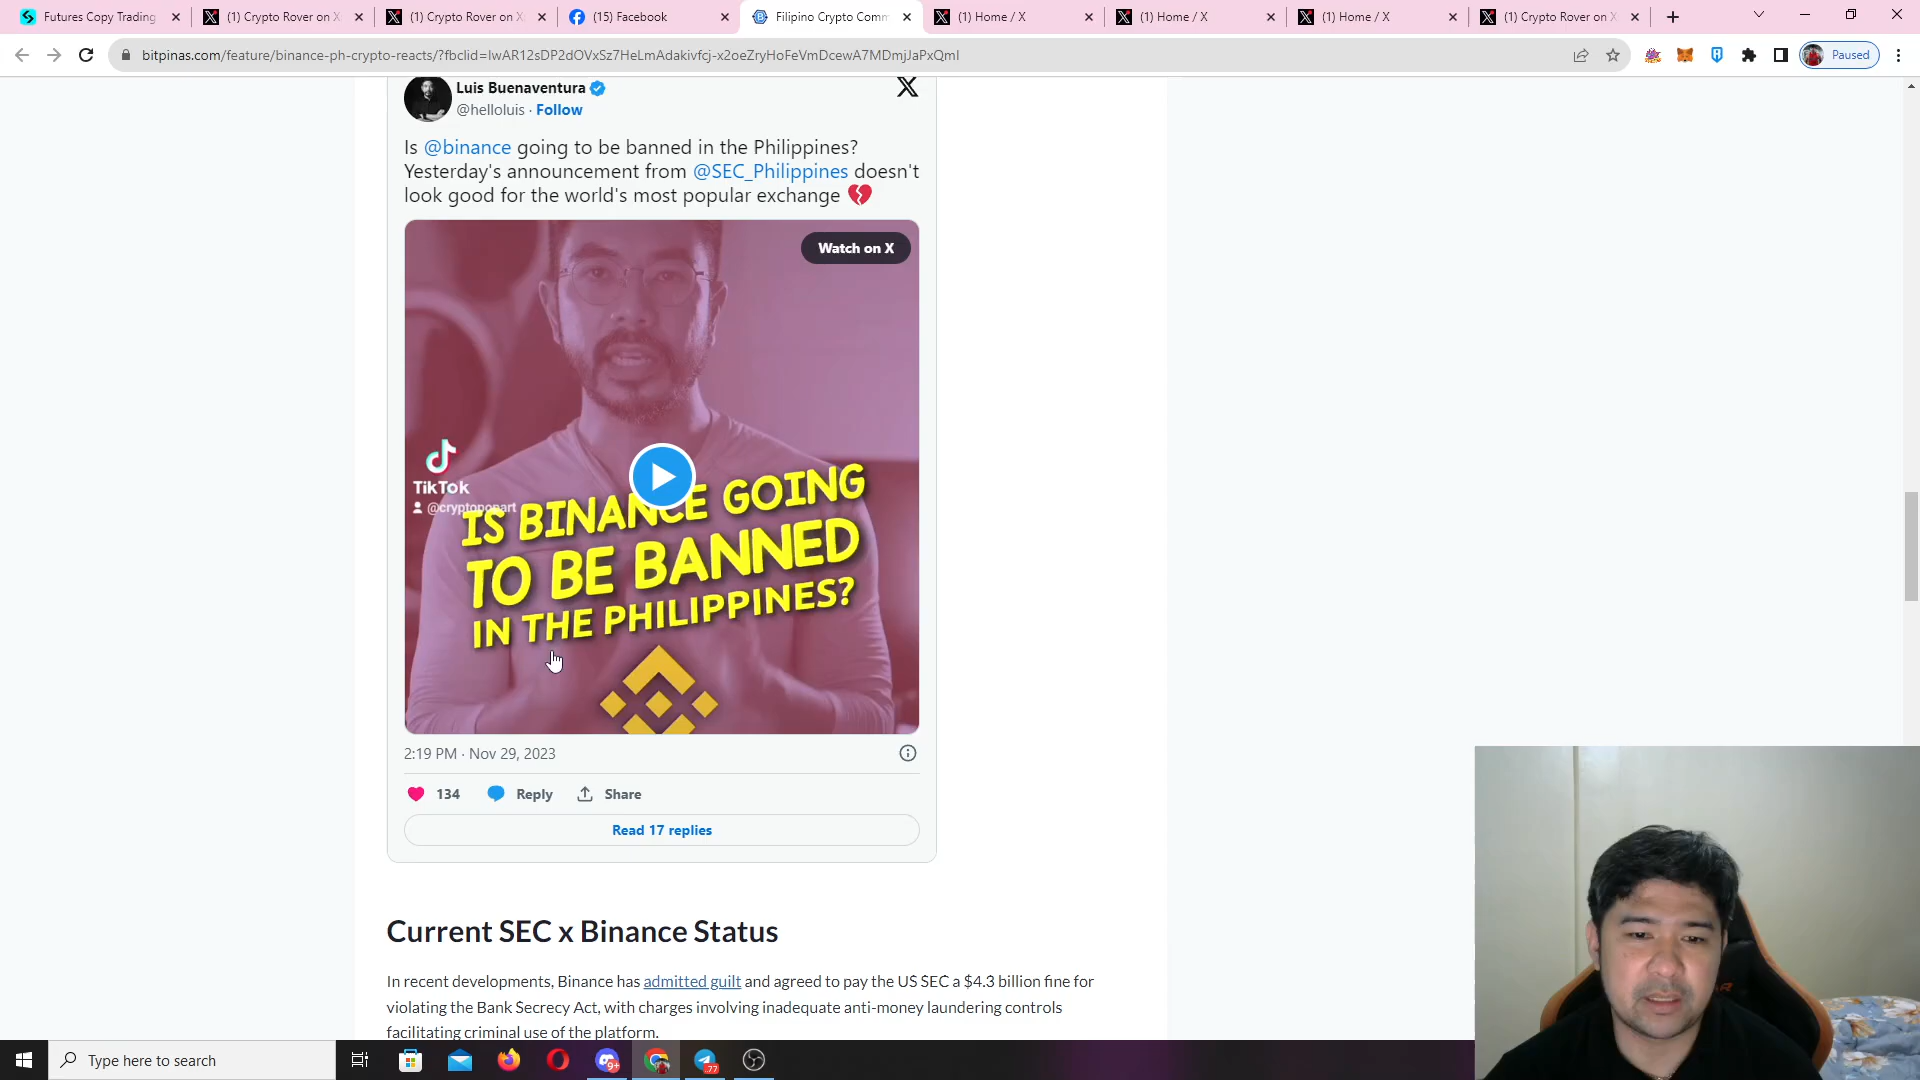 Futures Copy Trading
(1) Crypto Rover on X
(1) Crypto Rover on X
(15) Facebook
Filipino Crypto Comm
(1) Home / X
(1) Home / X
(1) Home / X
(1) Crypto Rover on X
bitpinas.com/feature/binance-ph-crypto-reacts/?fbclid=IwAR12sDP2dOVxSz7HeLmAdakivfcj-x2oeZryHoFeVmDcewA7MDmjJaPxQmI
Paused
Luis Buenaventura
@helloluis · Follow
Is @binance going to be banned in the Philippines?
Yesterday's announcement from @SEC_Philippines doesn't
look good for the world's most popular exchange 💔
Watch on X
TikTok
@cryptopopart
IS BINANCE GOING
TO BE BANNED
IN THE PHILIPPINES?
2:19 PM · Nov 29, 2023
134 Reply Share
Read 17 replies
Current SEC x Binance Status
In recent developments, Binance has admitted guilt and agreed to pay the US SEC a $4.3 billion fine for
violating the Bank Secrecy Act, with charges involving inadequate anti-money laundering controls
facilitating criminal use of the platform.
Type here to search
9+
77